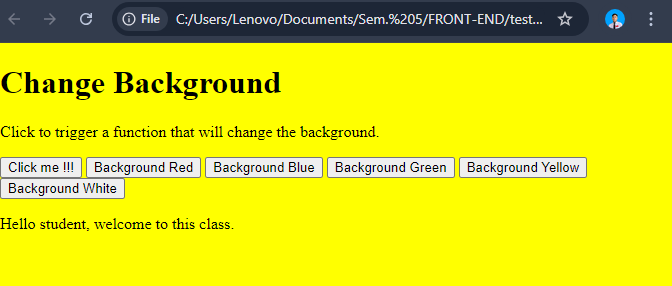 File C:/Users/Lenovo/Documents/Sem.%205/FRONT-END/test...
Change Background
Click to trigger a function that will change the background.
Click me !!! Background Red Background Blue Background Green Background Yellow
Background White
Hello student, welcome to this class.